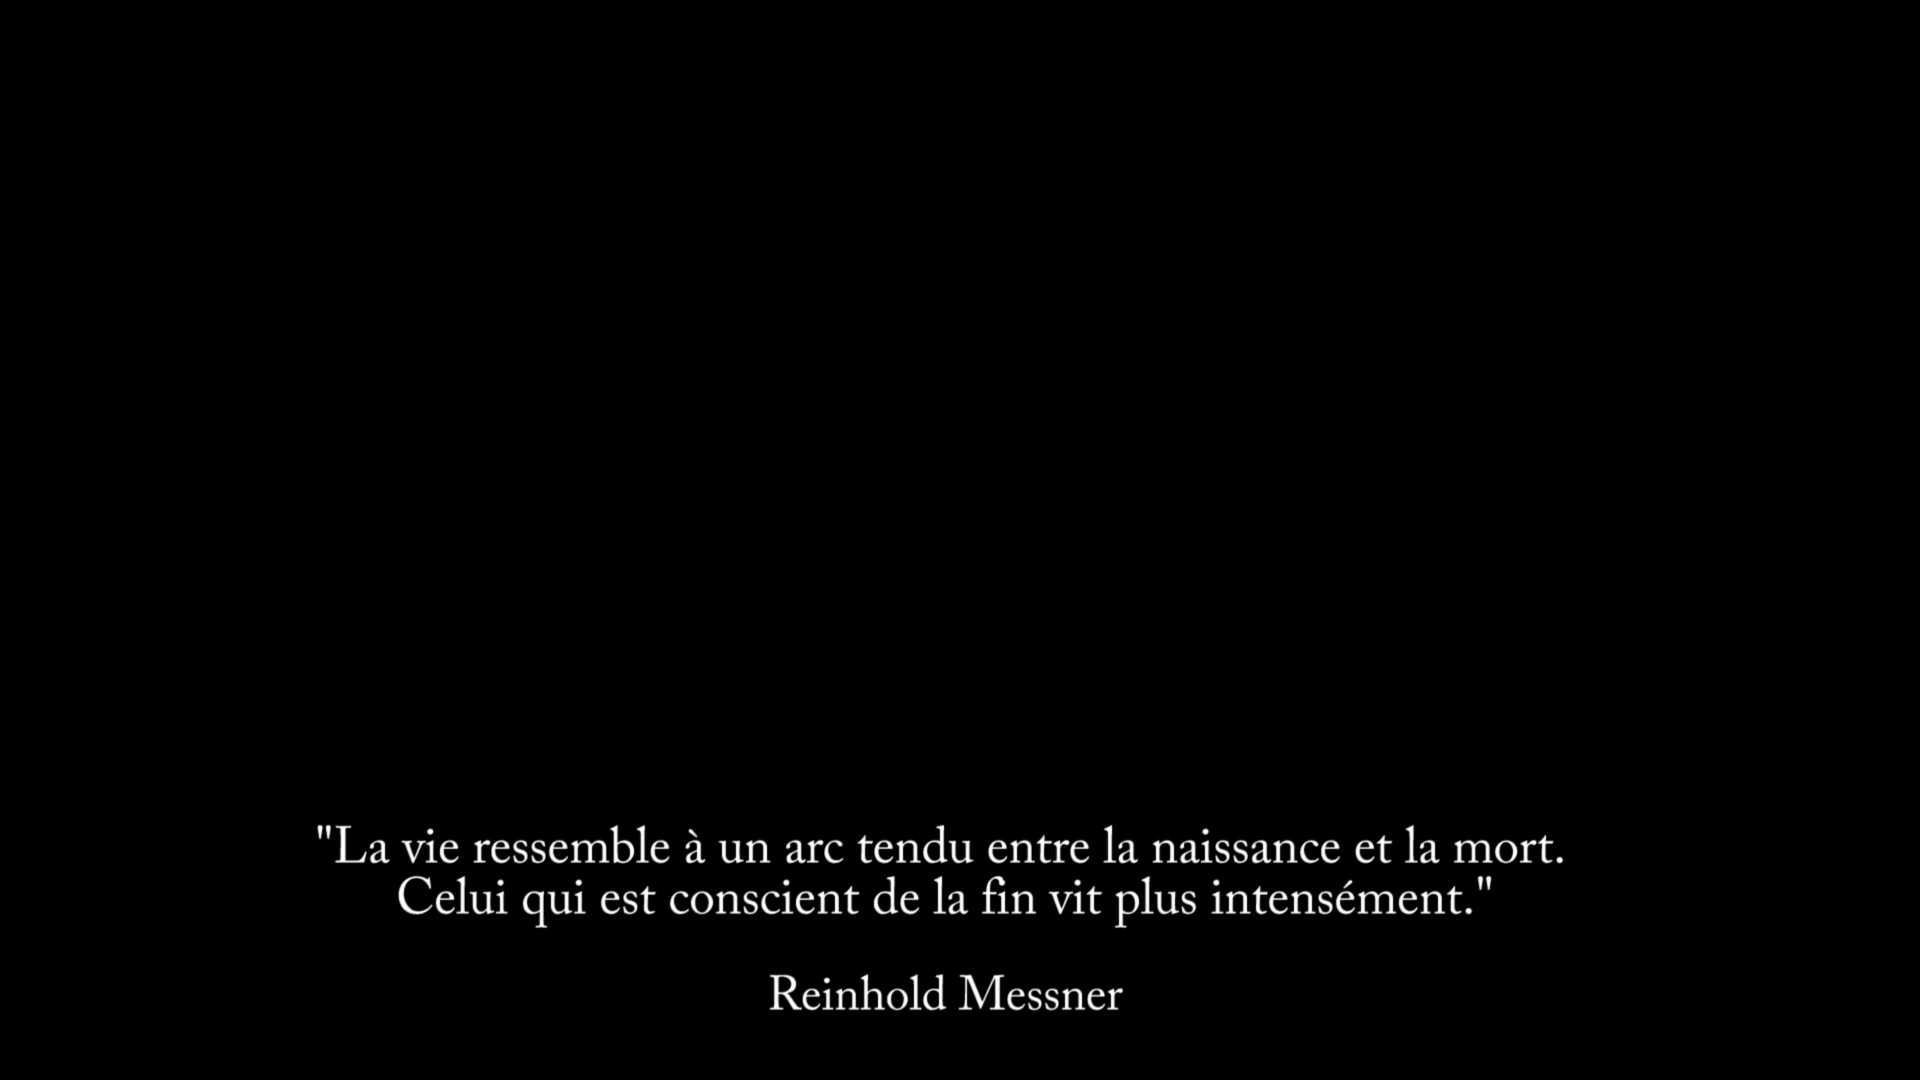 "La vie ressemble à un arc tendu entre la naissance et la mort.
Celui qui est conscient de la fin vit plus intensément."
Reinhold Messner